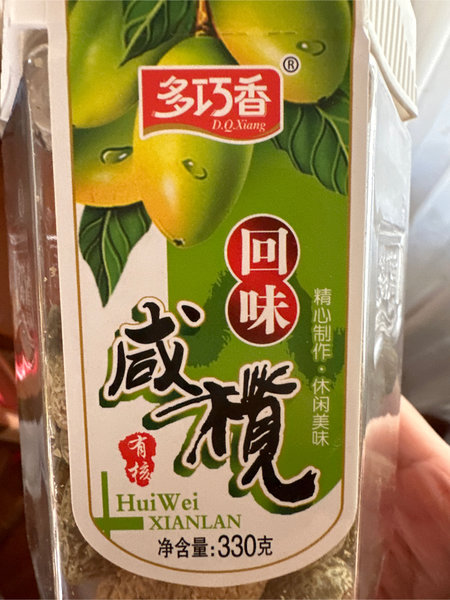 多巧香®
D.Q.Xiang
回味
精心制作·休闲美味
咸榄
有核
HuiWei
XIANLAN
净含量:330克